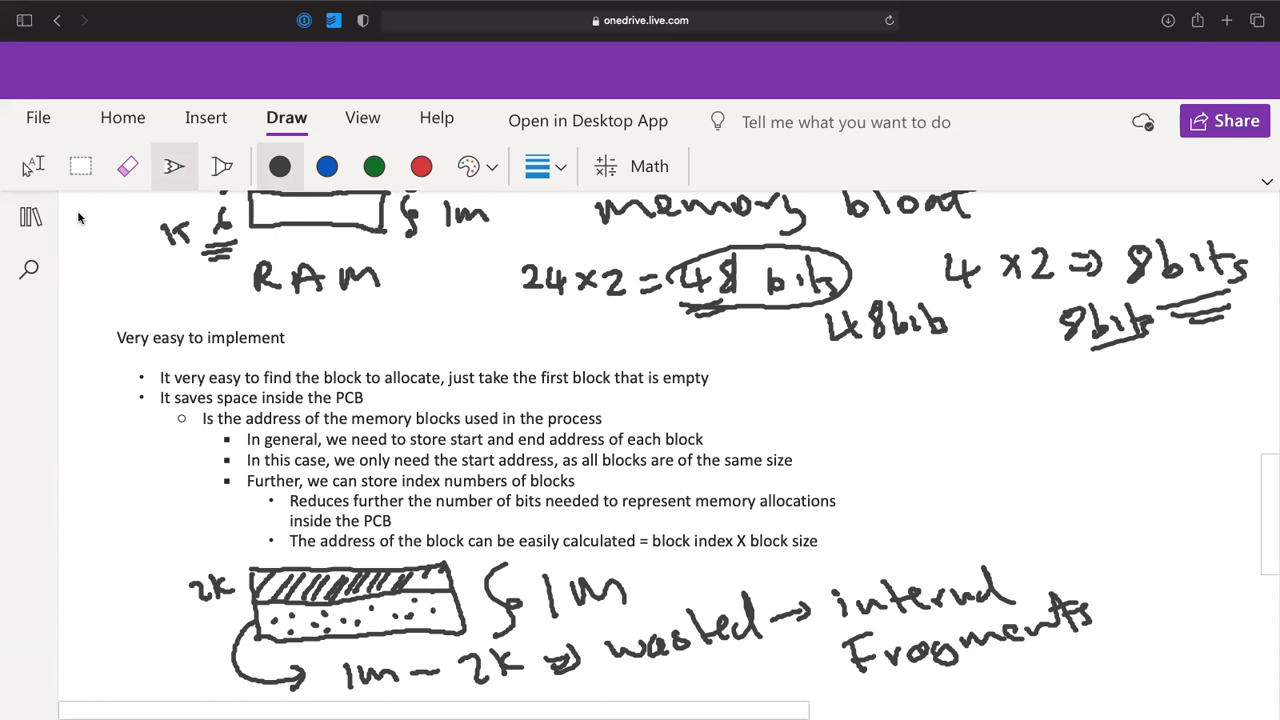 onedrive.live.com
File Home Insert Draw View Help Open in Desktop App Tell me what you want to do Share
Math
1m memory bloat
15
RAM 24 x 2 = 48 bits 4 x 2 ⇒ 8bits
48bits 8bits
Very easy to implement
• It very easy to find the block to allocate, just take the first block that is empty
• It saves space inside the PCB
○ Is the address of the memory blocks used in the process
▪ In general, we need to store start and end address of each block
▪ In this case, we only need the start address, as all blocks are of the same size
▪ Further, we can store index numbers of blocks
• Reduces further the number of bits needed to represent memory allocations
inside the PCB
• The address of the block can be easily calculated = block index X block size
2K 1m
1m - 2K ⇒ wasted → internal
Fragments